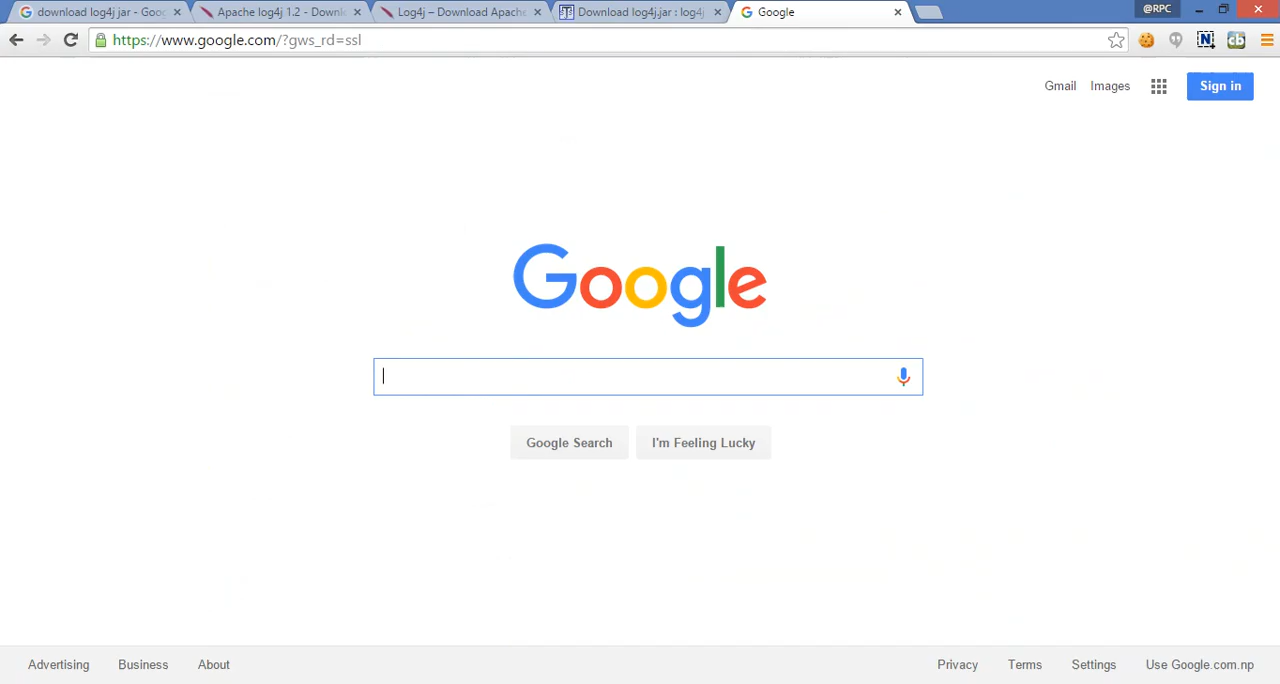 download log4j jar - Goog
Apache log4j 1.2 - Downl
Log4j – Download Apache
Download log4j.jar : log4j
Google
@RPC
https://www.google.com/?gws_rd=ssl
Gmail Images Sign in
Google
Google Search I'm Feeling Lucky
Advertising Business About Privacy Terms Settings Use Google.com.np